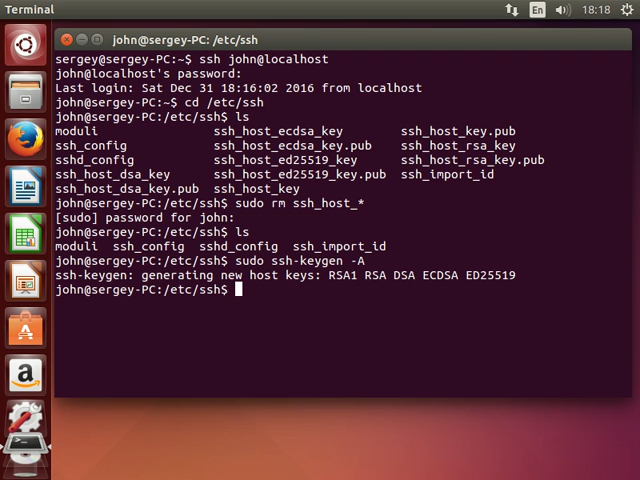 Terminal
En
18:18
john@sergey-PC: /etc/ssh
sergey@sergey-PC:~$ ssh john@localhost
john@localhost's password:
Last login: Sat Dec 31 18:16:02 2016 from localhost
john@sergey-PC:~$ cd /etc/ssh
john@sergey-PC:/etc/ssh$ ls
moduli ssh_host_ecdsa_key ssh_host_key.pub
ssh_config ssh_host_ecdsa_key.pub ssh_host_rsa_key
sshd_config ssh_host_ed25519_key ssh_host_rsa_key.pub
ssh_host_dsa_key ssh_host_ed25519_key.pub ssh_import_id
ssh_host_dsa_key.pub ssh_host_key
john@sergey-PC:/etc/ssh$ sudo rm ssh_host_*
[sudo] password for john:
john@sergey-PC:/etc/ssh$ ls
moduli ssh_config sshd_config ssh_import_id
john@sergey-PC:/etc/ssh$ sudo ssh-keygen -A
ssh-keygen: generating new host keys: RSA1 RSA DSA ECDSA ED25519
john@sergey-PC:/etc/ssh$